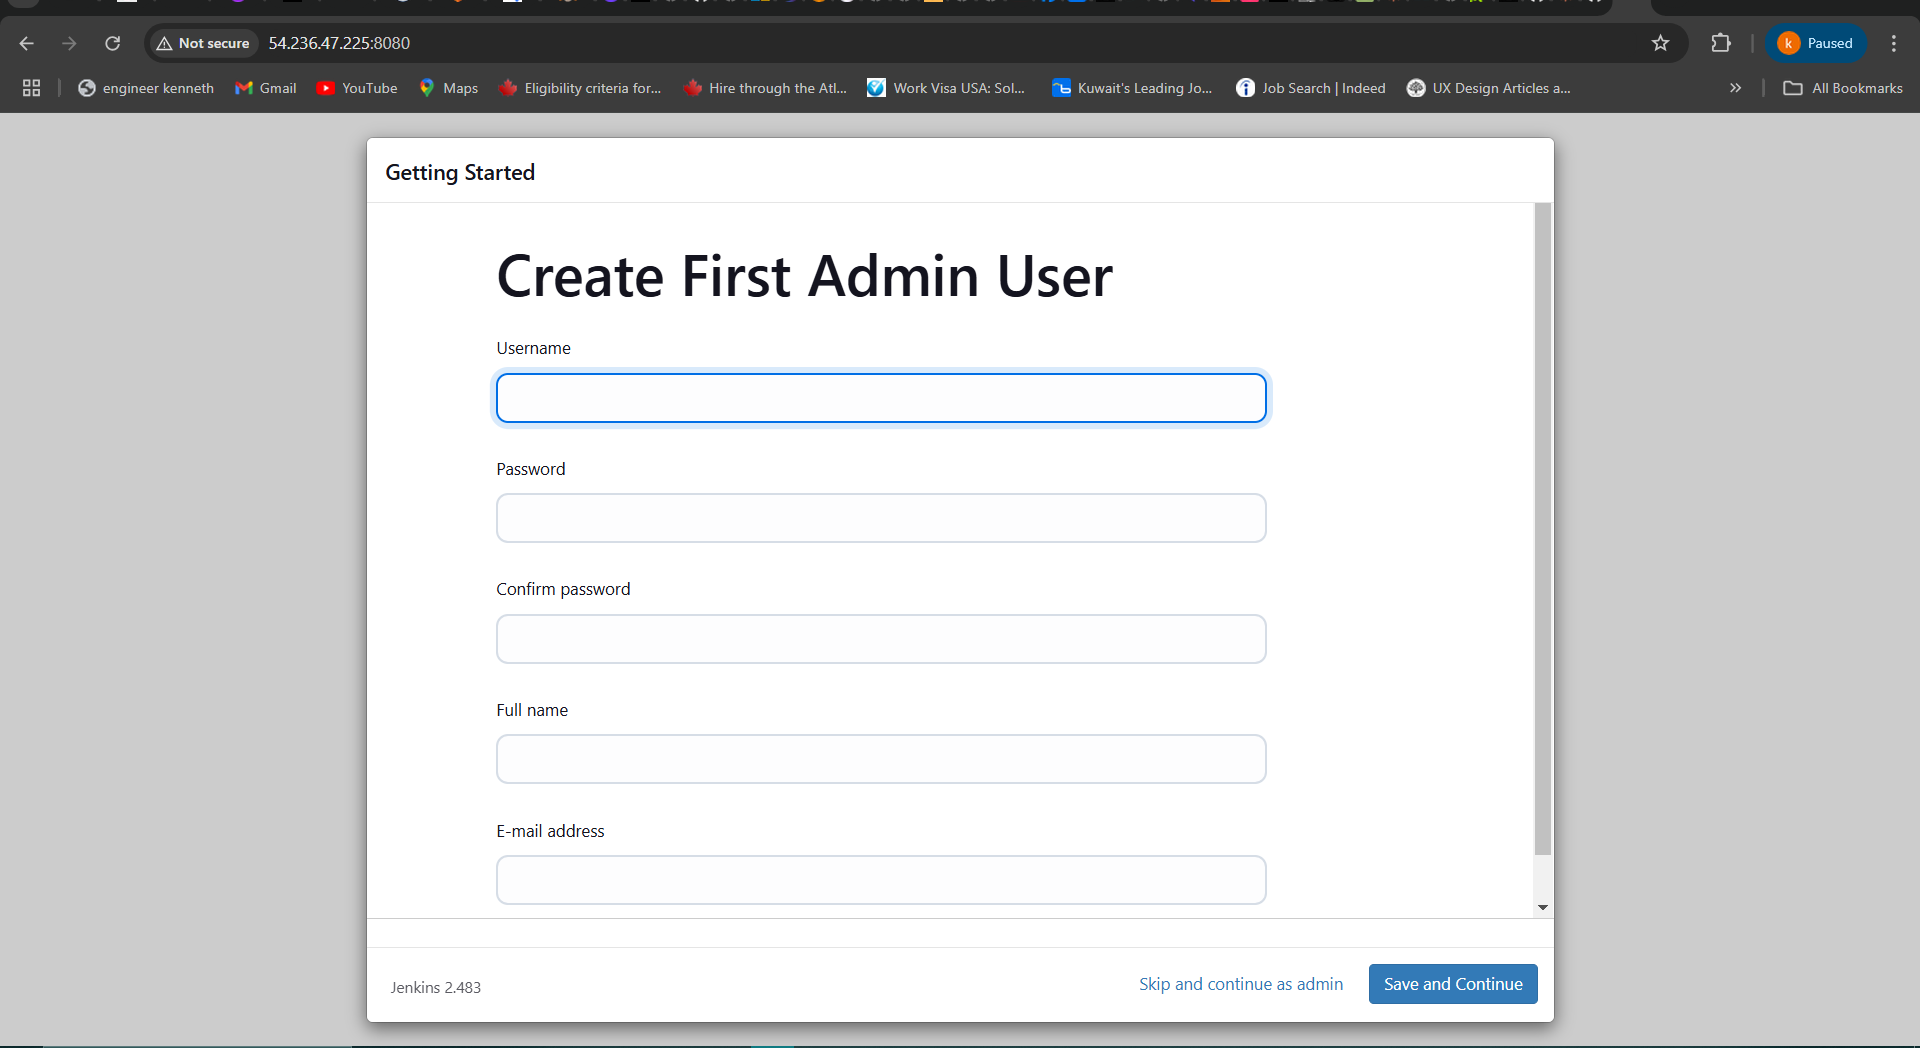 Not secure 54.236.47.225:8080
k Paused
engineer kenneth Gmail YouTube Maps Eligibility criteria for... Hire through the Atl... Work Visa USA: Sol... Kuwait's Leading Jo... Job Search | Indeed UX Design Articles a... » All Bookmarks
Getting Started
Create First Admin User
Username
Password
Confirm password
Full name
E-mail address
Jenkins 2.483
Skip and continue as admin
Save and Continue